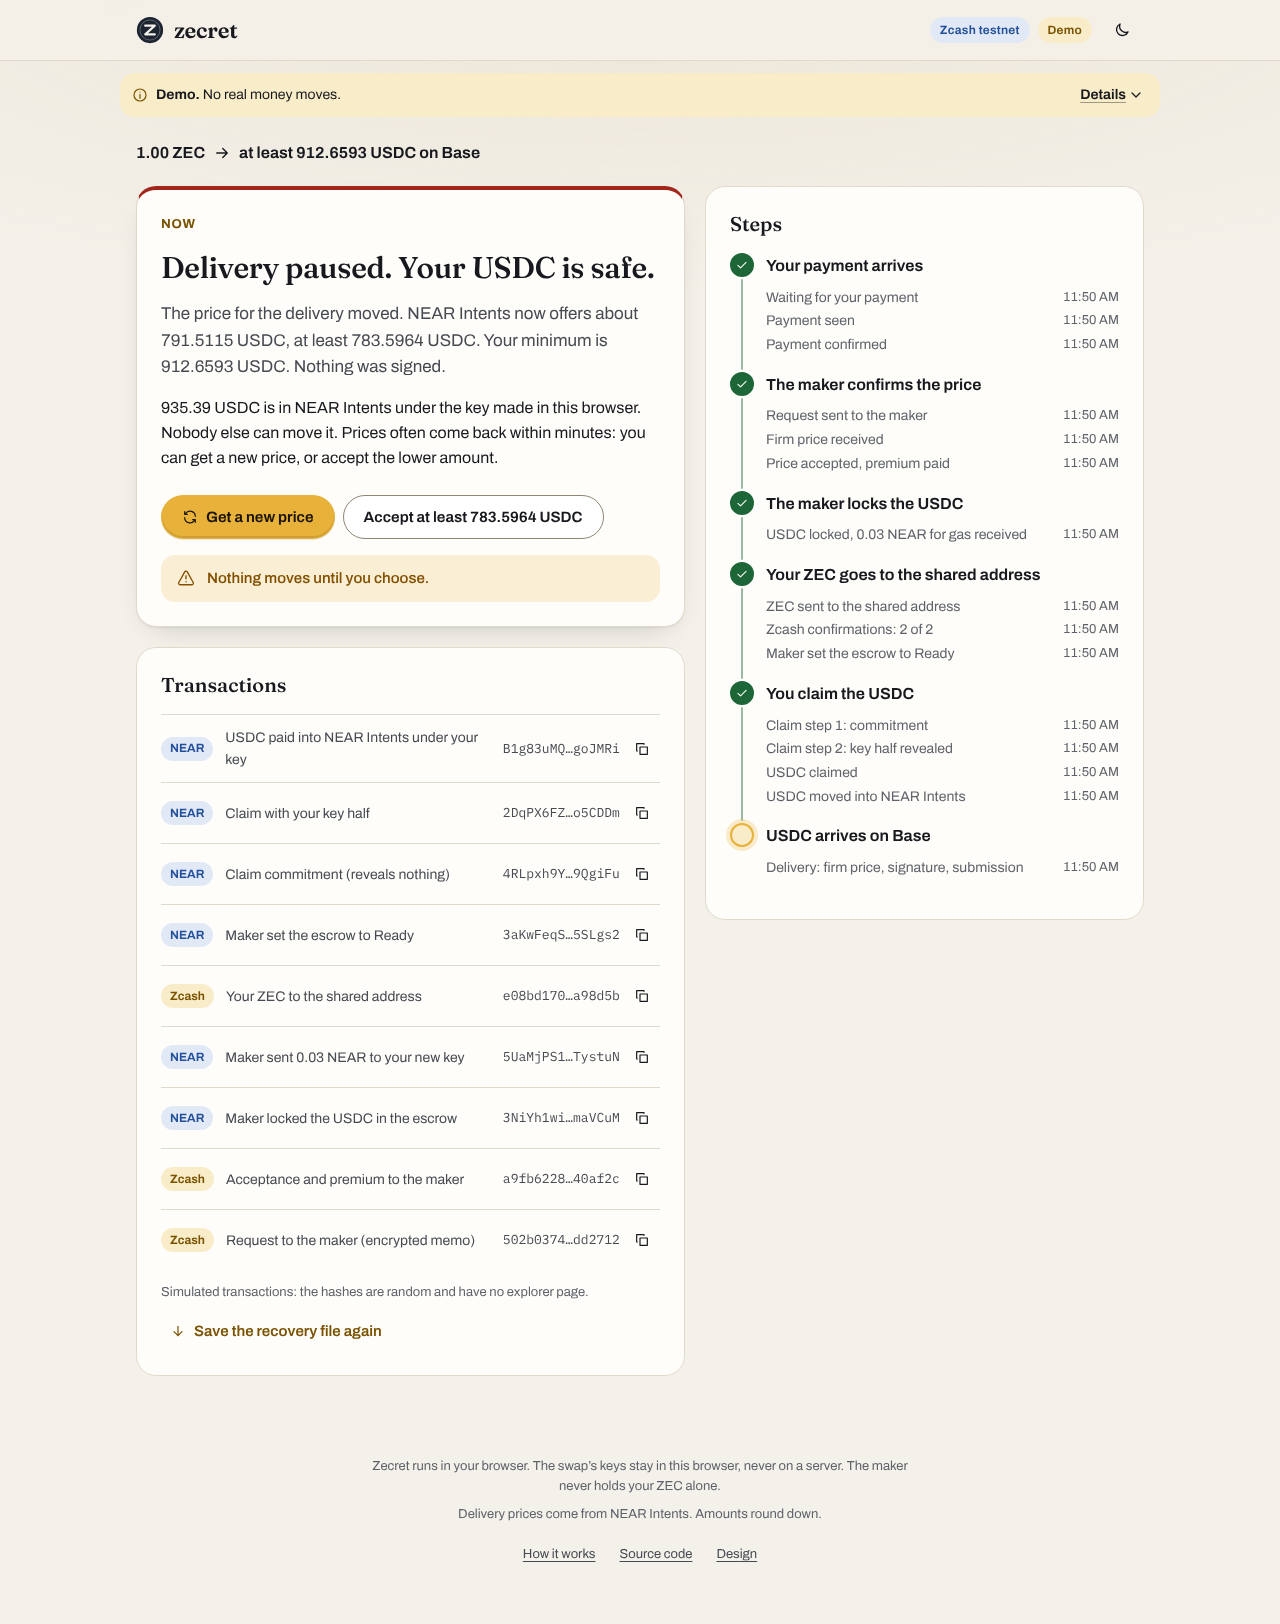 zecret
Zcash testnet
Demo
Demo. No real money moves.
Details
1.00 ZEC → at least 912.6593 USDC on Base
NOW
Delivery paused. Your USDC is safe.
The price for the delivery moved. NEAR Intents now offers about
791.5115 USDC, at least 783.5964 USDC. Your minimum is
912.6593 USDC. Nothing was signed.
935.39 USDC is in NEAR Intents under the key made in this browser.
Nobody else can move it. Prices often come back within minutes: you
can get a new price, or accept the lower amount.
Get a new price
Accept at least 783.5964 USDC
Nothing moves until you choose.
Transactions
NEAR USDC paid into NEAR Intents under your
key B1g83uMQ…goJMRi
NEAR Claim with your key half 2DqPX6FZ…o5CDDm
NEAR Claim commitment (reveals nothing) 4RLpxh9Y…9QgiFu
NEAR Maker set the escrow to Ready 3aKwFeqS…5SLgs2
Zcash Your ZEC to the shared address e08bd170…a98d5b
NEAR Maker sent 0.03 NEAR to your new key 5UaMjPS1…TystuN
NEAR Maker locked the USDC in the escrow 3NiYh1wi…maVCuM
Zcash Acceptance and premium to the maker a9fb6228…40af2c
Zcash Request to the maker (encrypted memo) 502b0374…dd2712
Simulated transactions: the hashes are random and have no explorer page.
Save the recovery file again
Steps
Your payment arrives
Waiting for your payment 11:50 AM
Payment seen 11:50 AM
Payment confirmed 11:50 AM
The maker confirms the price
Request sent to the maker 11:50 AM
Firm price received 11:50 AM
Price accepted, premium paid 11:50 AM
The maker locks the USDC
USDC locked, 0.03 NEAR for gas received 11:50 AM
Your ZEC goes to the shared address
ZEC sent to the shared address 11:50 AM
Zcash confirmations: 2 of 2 11:50 AM
Maker set the escrow to Ready 11:50 AM
You claim the USDC
Claim step 1: commitment 11:50 AM
Claim step 2: key half revealed 11:50 AM
USDC claimed 11:50 AM
USDC moved into NEAR Intents 11:50 AM
USDC arrives on Base
Delivery: firm price, signature, submission 11:50 AM
Zecret runs in your browser. The swap’s keys stay in this browser, never on a server. The maker
never holds your ZEC alone.
Delivery prices come from NEAR Intents. Amounts round down.
How it works
Source code
Design